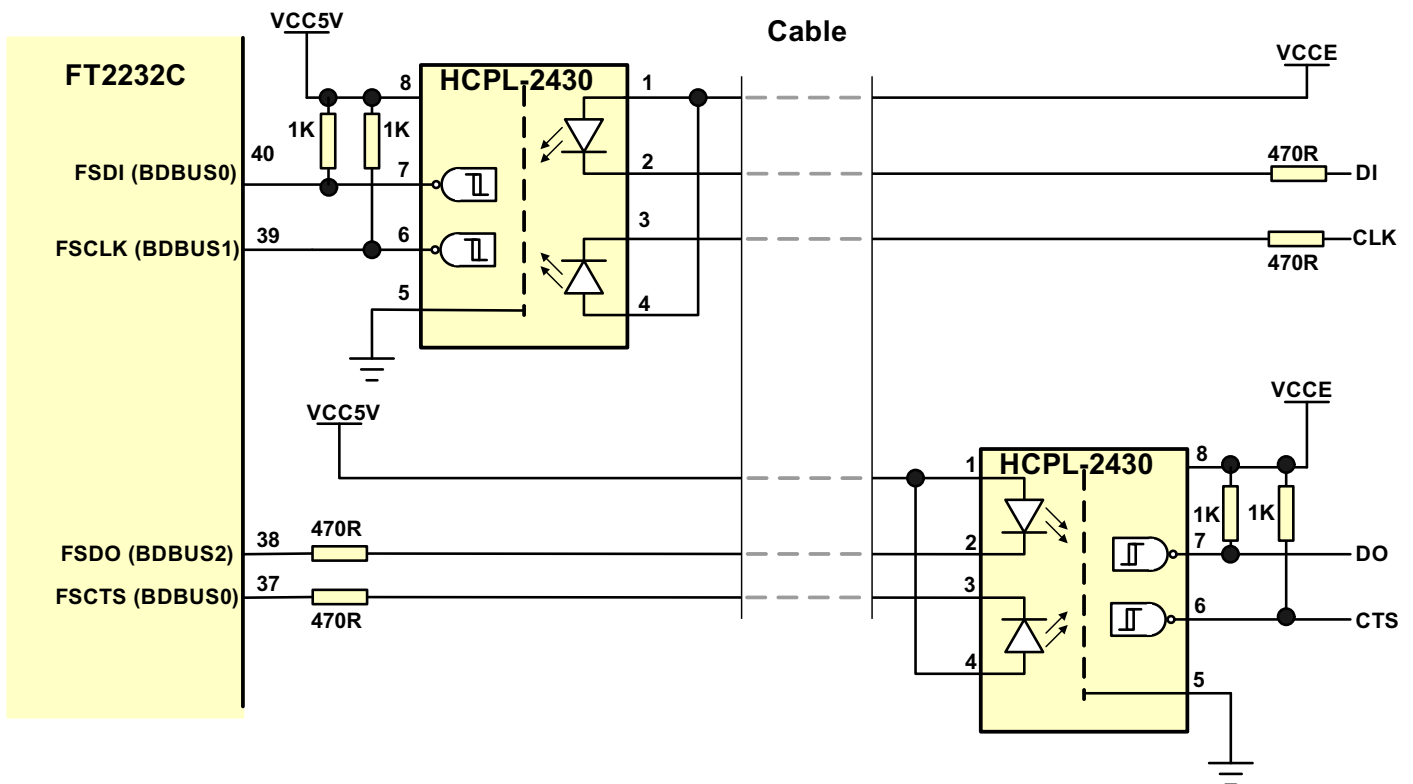 VCC5V
Cable
VCCE
FT2232C
HCPL-2430
8
1
1K
1K
40
470R
FSDI (BDBUS0)
7
2
DI
3
FSCLK (BDBUS1)
39
6
CLK
470R
5
4
VCC5V
VCCE
HCPL-2430
1
8
1K
1K
470R
FSDO (BDBUS2)
38
2
7
DO
FSCTS (BDBUS0)
37
3
6
CTS
470R
4
5